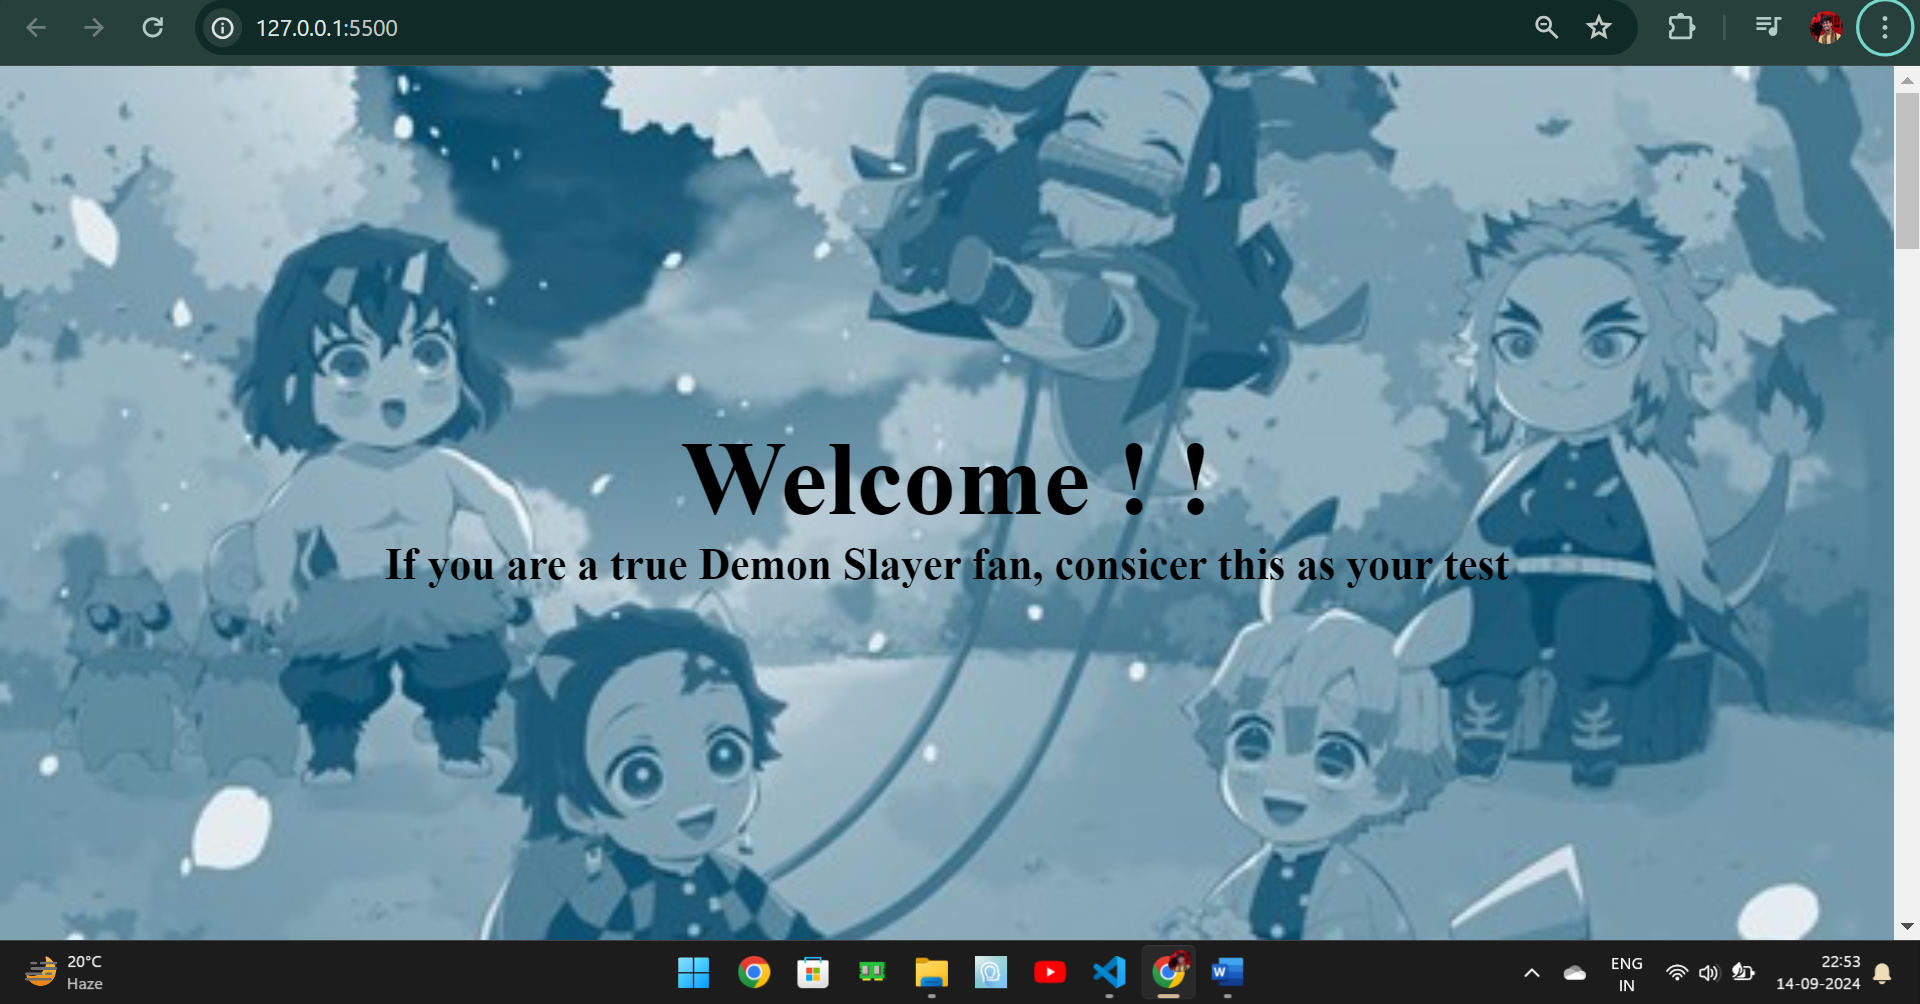 127.0.0.1:5500
Welcome ! !
If you are a true Demon Slayer fan, consicer this as your test
20°C
Haze
ENG
IN
22:53
14-09-2024